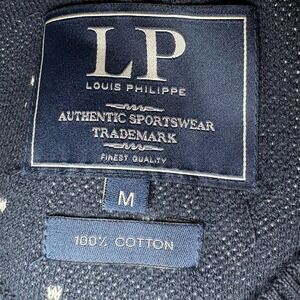 LP
LOUIS PHILIPPE
AUTHENTIC SPORTSWEAR
TRADEMARK
FINEST QUALITY
M
100% COTTON